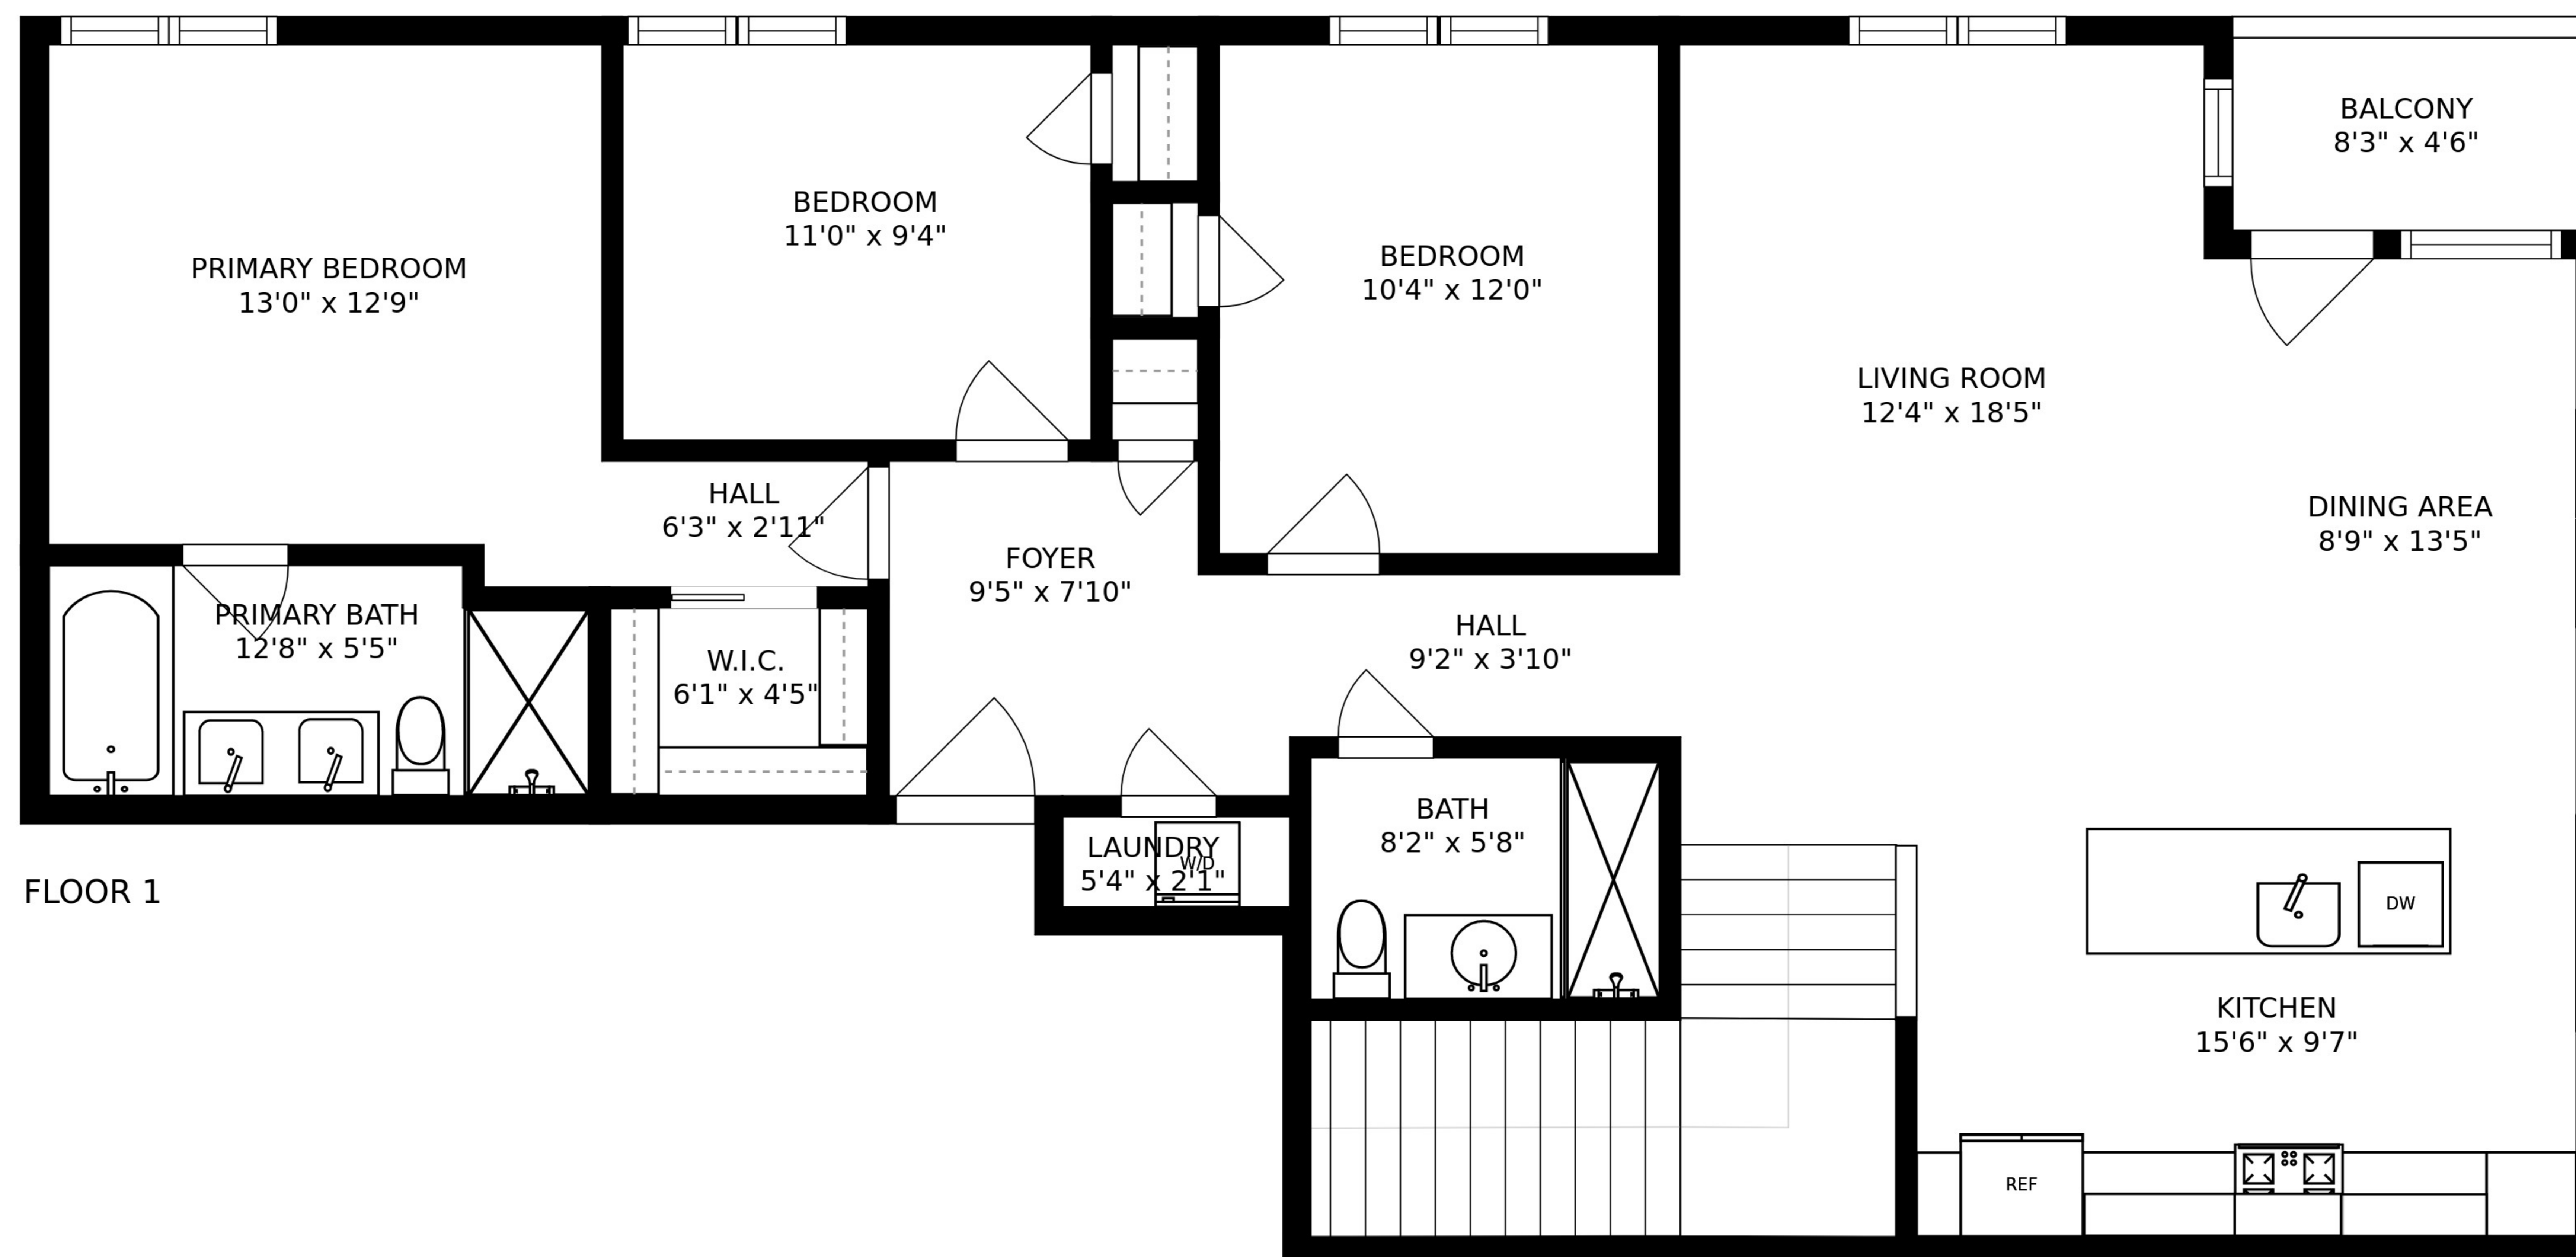 BALCONY
8'3" x 4'6"
BEDROOM
11'0" x 9'4"
PRIMARY BEDROOM
13'0" x 12'9"
BEDROOM
10'4" x 12'0"
LIVING ROOM
12'4" x 18'5"
HALL
6'3" x 2'11"
DINING AREA
8'9" x 13'5"
FOYER
9'5" x 7'10"
PRIMARY BATH
12'8" x 5'5"
HALL
9'2" x 3'10"
W.I.C.
6'1" x 4'5"
BATH
8'2" x 5'8"
LAUNDRY
W/D
5'4" x 2'1"
FLOOR 1
DW
KITCHEN
15'6" x 9'7"
REF